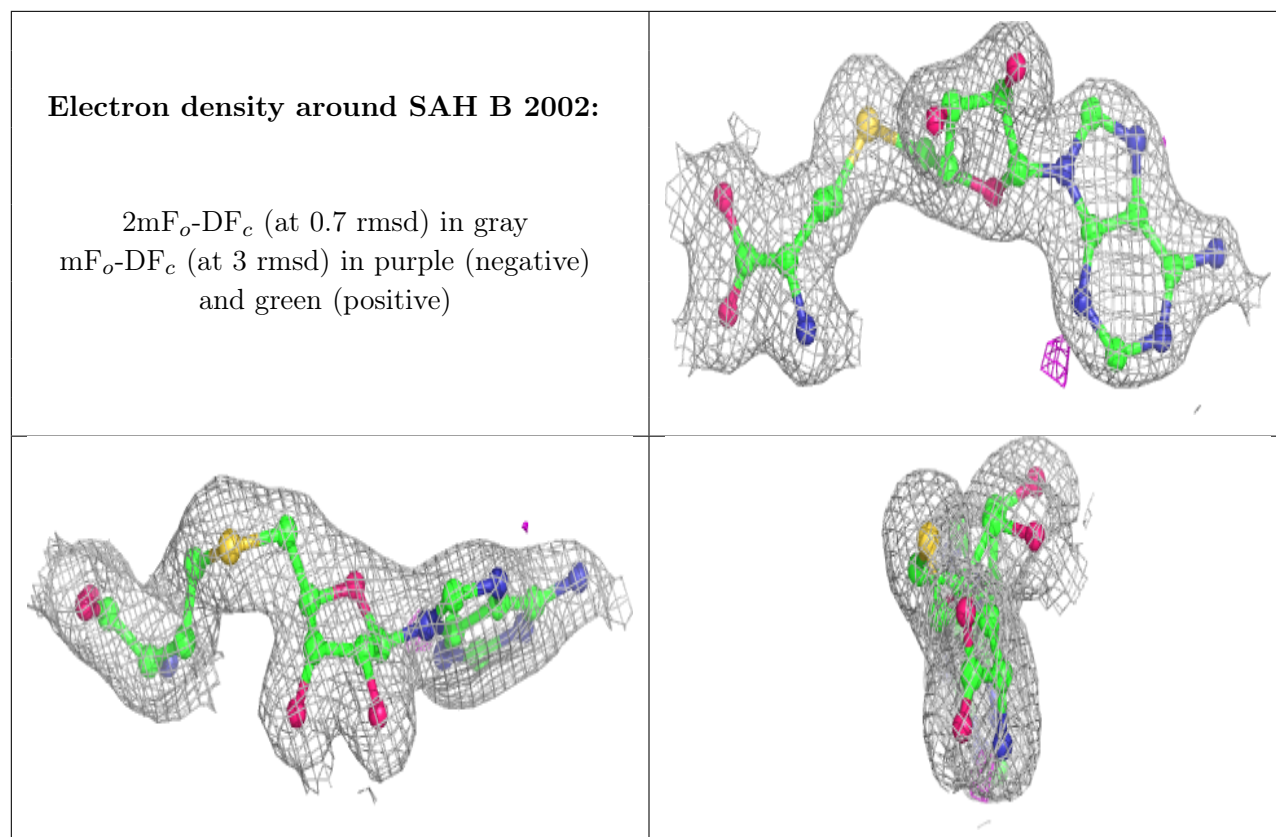 Electron density around SAH B 2002:
2mFₒ-DF𝑐 (at 0.7 rmsd) in gray
mFₒ-DF𝑐 (at 3 rmsd) in purple (negative)
and green (positive)